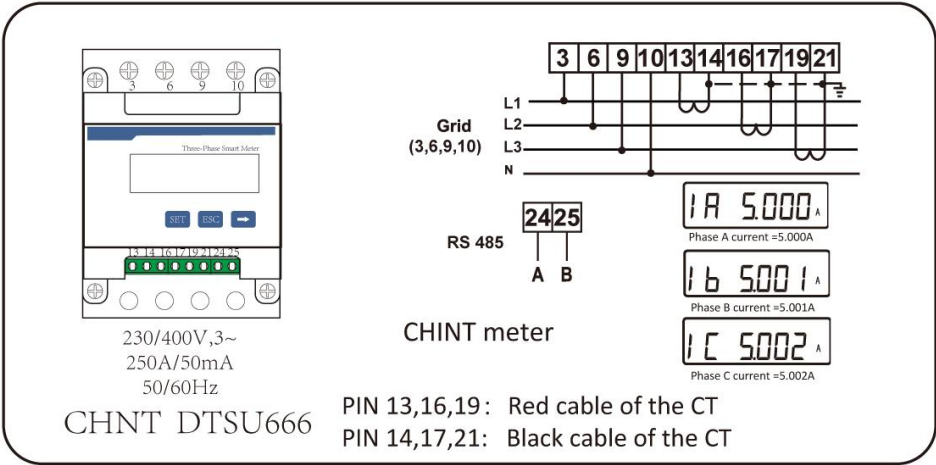 3 6 9 10
Three-Phase Smart Meter
SET ESC
13 14 16 17 19 21 24 25
230/400V,3~
250A/50mA
50/60Hz
CHNT DTSU666
3 6 9 10 13 14 16 17 19 21
L1
Grid L2
(3,6,9,10) L3
N
24 25
RS 485
A B
CHINT meter
IA 5.000 A
Phase A current =5.000A
Ib 5.001 A
Phase B current =5.001A
IC 5.002 A
Phase C current =5.002A
PIN 13,16,19: Red cable of the CT
PIN 14,17,21: Black cable of the CT